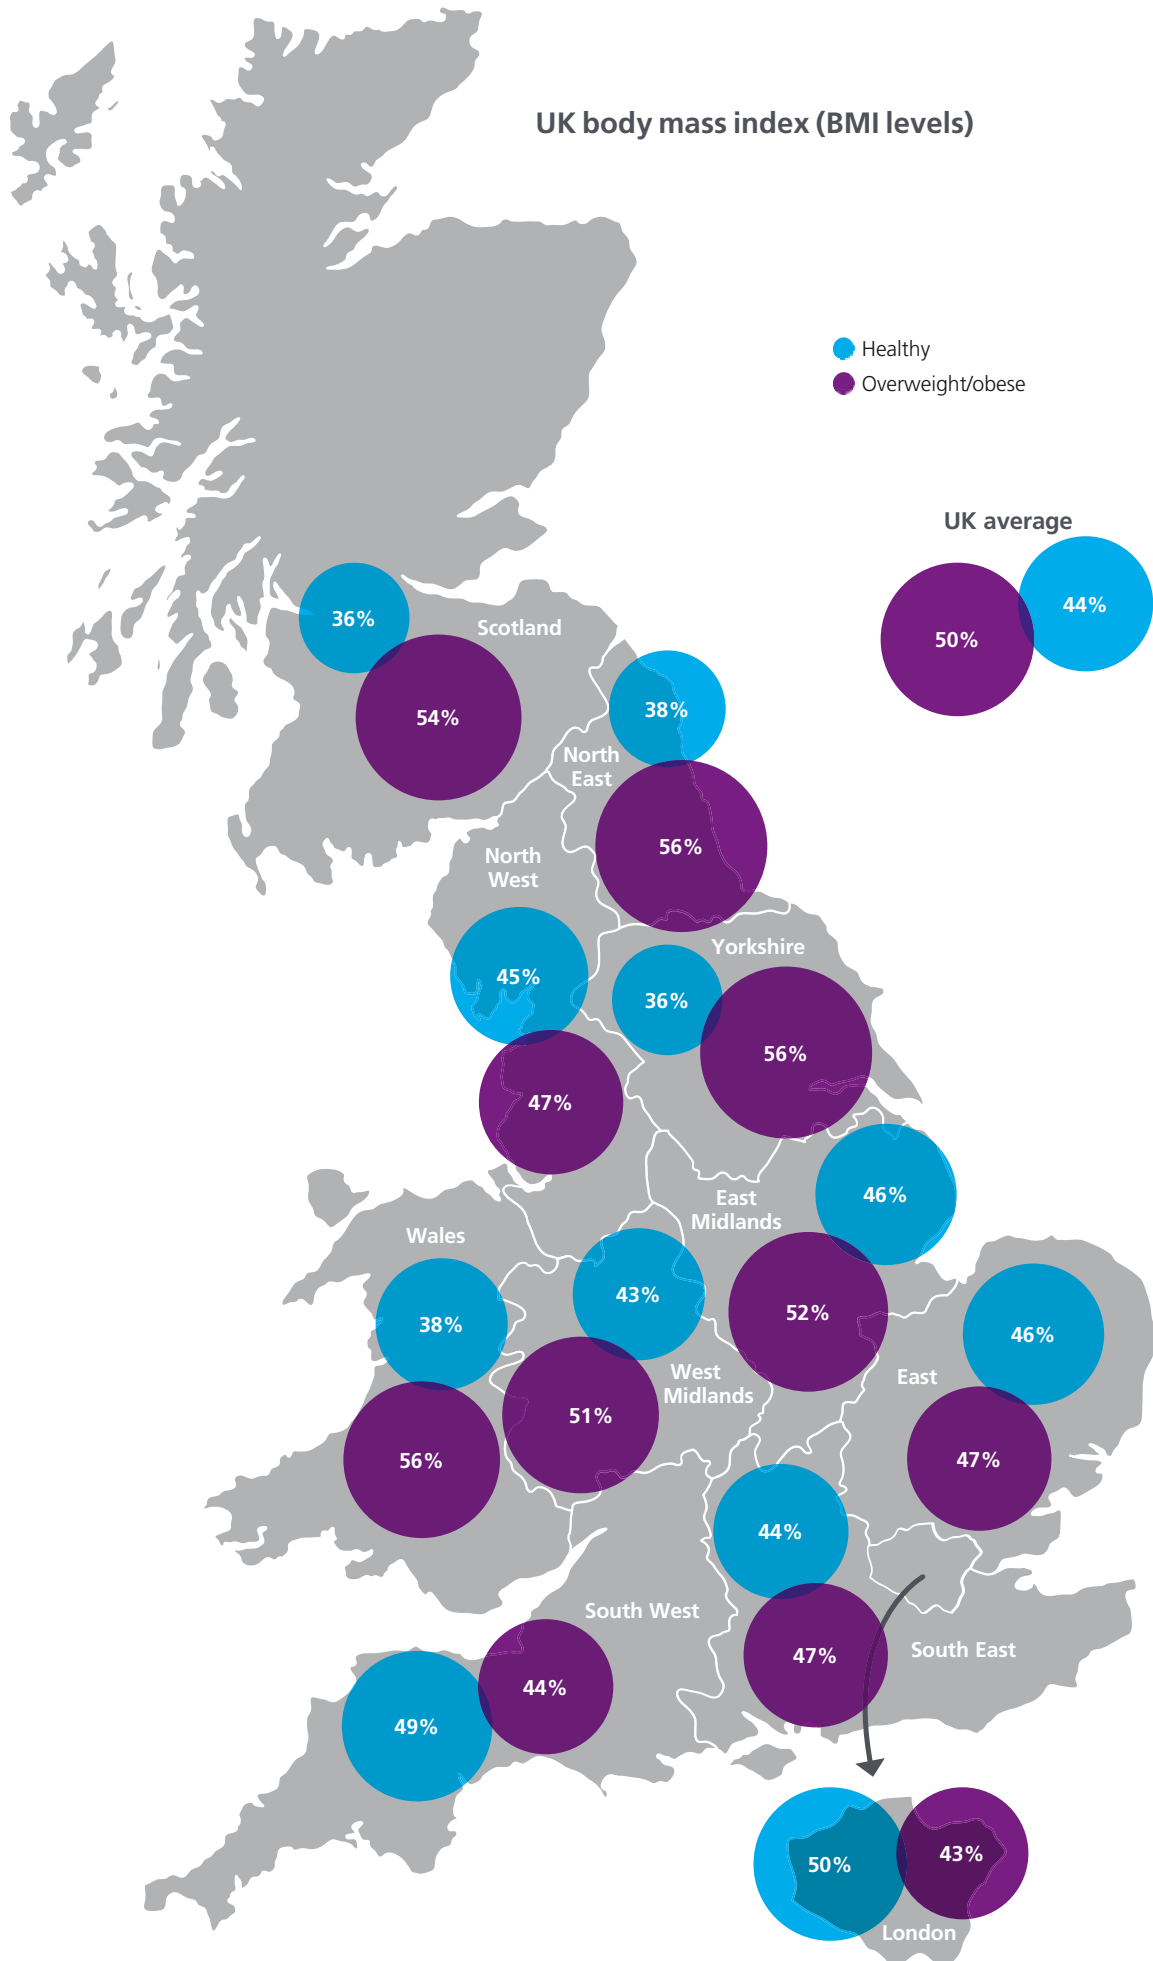 UK body mass index (BMI levels)
Healthy
Overweight/obese
UK average
44%
50%
36%
Scotland
54%
38%
North
East
56%
North
West
45%
47%
Yorkshire
36%
56%
East
Midlands
46%
52%
Wales
38%
56%
43%
West
Midlands
51%
46%
East
47%
44%
47%
South East
South West
44%
49%
50%
43%
London